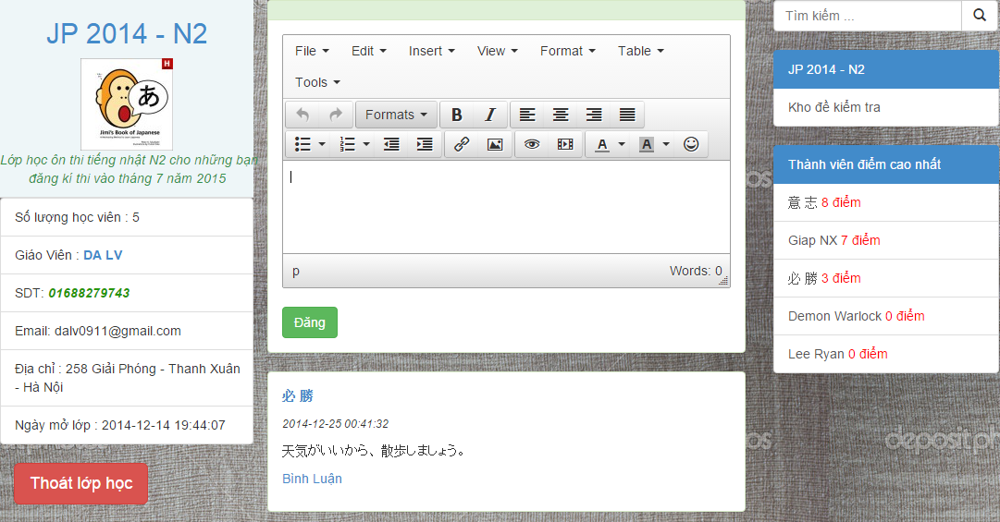 JP 2014 - N2
H
あ
Jimi's Book of Japanese
Lớp học ôn thi tiếng nhật N2 cho những bạn
đăng kí thi vào tháng 7 năm 2015
Số lượng học viên : 5
Giáo Viên : DA LV
SDT: 01688279743
Email: dalv0911@gmail.com
Địa chỉ : 258 Giải Phóng - Thanh Xuân
- Hà Nội
Ngày mở lớp : 2014-12-14 19:44:07
Thoát lớp học
File Edit Insert View Format Table
Tools
Formats B I
A A
p Words: 0
Đăng
必 勝
2014-12-25 00:41:32
天気がいいから、散歩しましょう。
Bình Luận
Tìm kiếm ...
JP 2014 - N2
Kho đề kiểm tra
Thành viên điểm cao nhất
意 志 8 điểm
Giap NX 7 điểm
必 勝 3 điểm
Demon Warlock 0 điểm
Lee Ryan 0 điểm
depositph